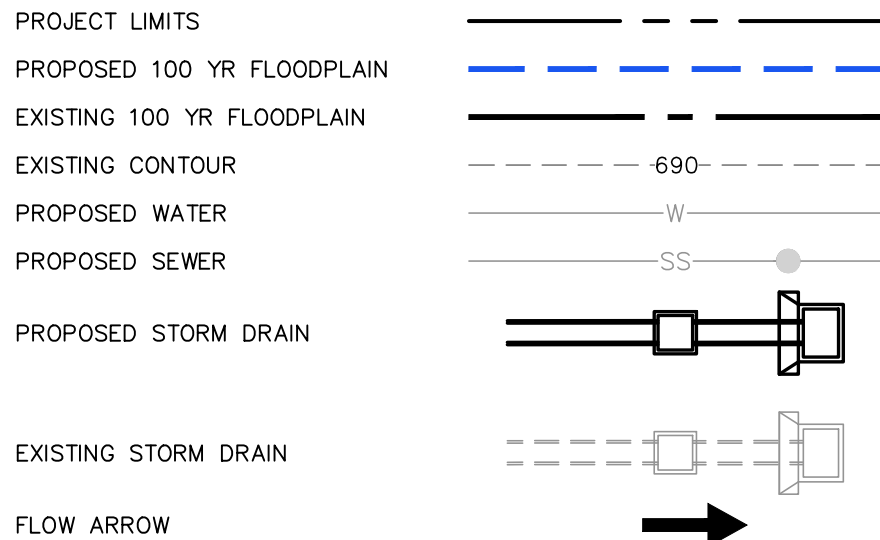 PROJECT LIMITS
PROPOSED 100 YR FLOODPLAIN
EXISTING 100 YR FLOODPLAIN
EXISTING CONTOUR 690
PROPOSED WATER W
PROPOSED SEWER SS
PROPOSED STORM DRAIN
EXISTING STORM DRAIN
FLOW ARROW